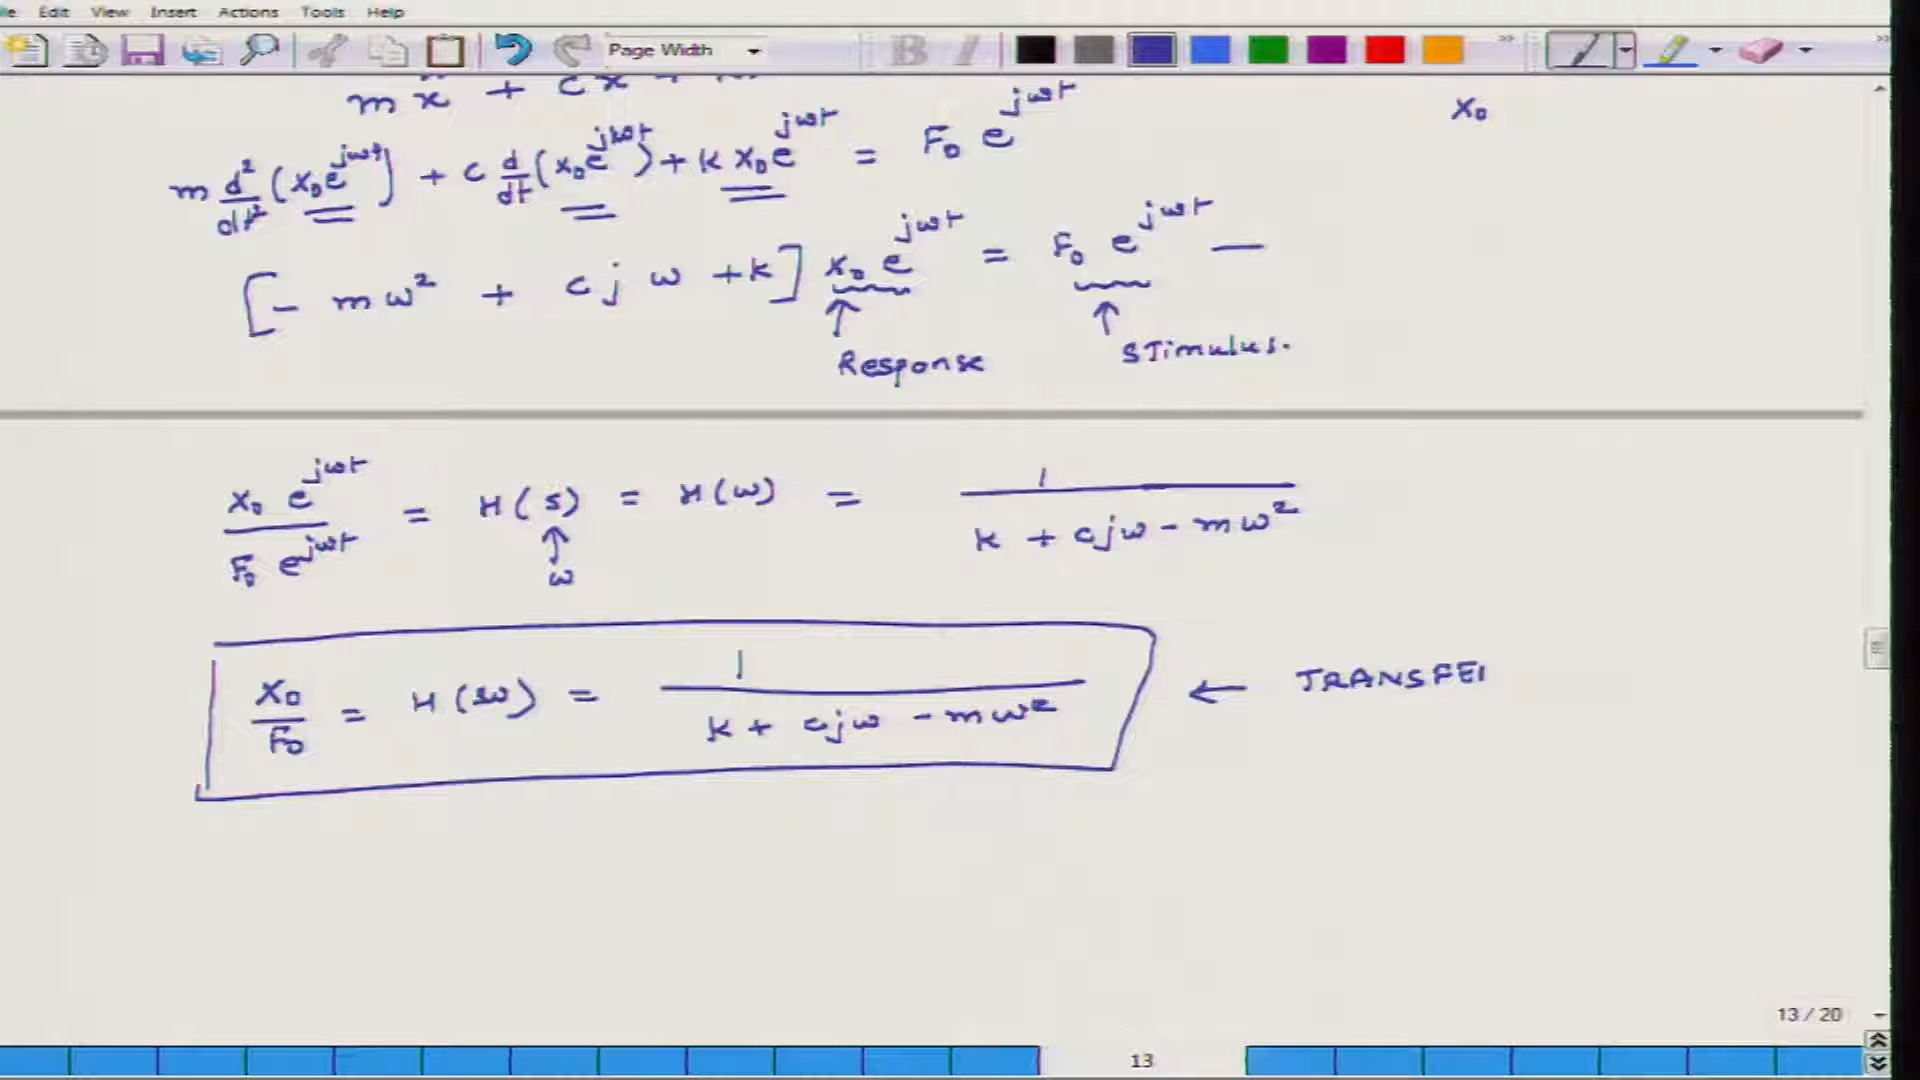 Edit View Insert Actions Tools Help
Page Width
m ẍ + c ẋ +
X₀
m d²/dt² (X₀e^jωt) + c d/dt (X₀e^jωt) + k X₀e^jωt = F₀ e^jωt
[- mω² + cjω + k] X₀ e^jωt = F₀ e^jωt —
↑ ↑
Response STimulus.
X₀ e^jωt / F₀ e^jωt = H(s) = H(ω) = 1 / k + cjω - mω²
↑
ω
X₀/F₀ = H(ω) = 1 / k + cjω - mω² ← TRANSFE
13 / 20
13